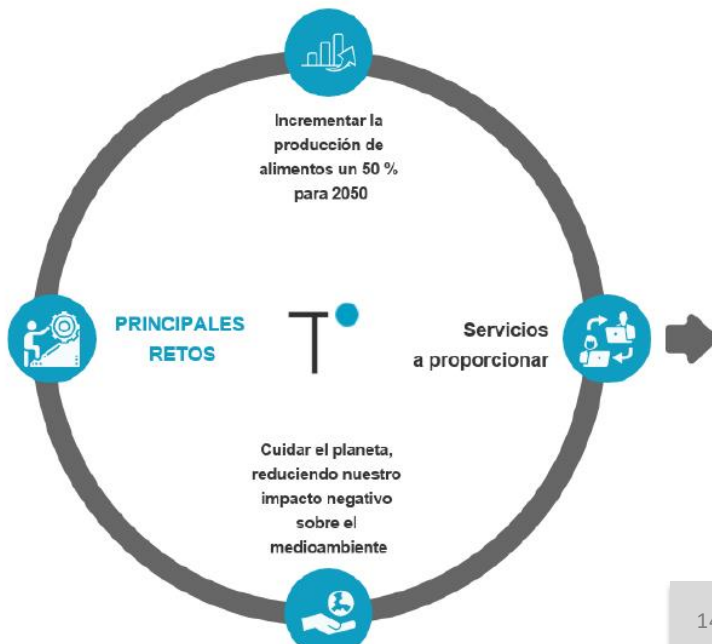 Incrementar la
producción de
alimentos un 50 %
para 2050
PRINCIPALES
RETOS
T
Servicios
a proporcionar
Cuidar el planeta,
reduciendo nuestro
impacto negativo
sobre el
medioambiente
14